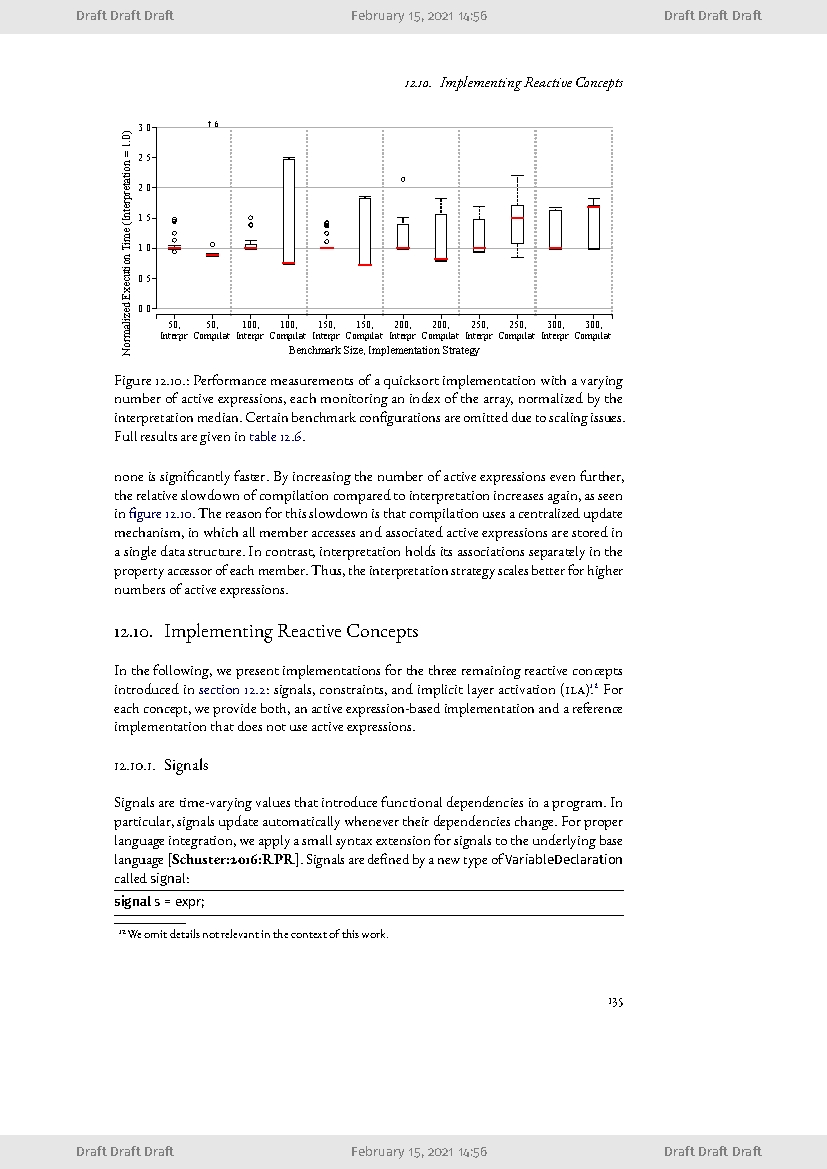 Draft Draft Draft February 15, 2021 14:56 Draft Draft Draft
12.10. Implementing Reactive Concepts
↑6
3.0
2.5
2.0
1.5
1.0
0.5
0.0
Normalized Execution Time (Interpretation = 1.0)
50, 50, 100, 100, 150, 150, 200, 200, 250, 250, 300, 300,
Interpr Compilat Interpr Compilat Interpr Compilat Interpr Compilat Interpr Compilat Interpr Compilat
Benchmark Size, Implementation Strategy
Figure 12.10.: Performance measurements of a quicksort implementation with a varying
number of active expressions, each monitoring an index of the array, normalized by the
interpretation median. Certain benchmark configurations are omitted due to scaling issues.
Full results are given in table 12.6.
none is significantly faster. By increasing the number of active expressions even further,
the relative slowdown of compilation compared to interpretation increases again, as seen
in figure 12.10. The reason for this slowdown is that compilation uses a centralized update
mechanism, in which all member accesses and associated active expressions are stored in
a single data structure. In contrast, interpretation holds its associations separately in the
property accessor of each member. Thus, the interpretation strategy scales better for higher
numbers of active expressions.
12.10. Implementing Reactive Concepts
In the following, we present implementations for the three remaining reactive concepts
introduced in section 12.2: signals, constraints, and implicit layer activation (ILA).12 For
each concept, we provide both, an active expression-based implementation and a reference
implementation that does not use active expressions.
12.10.1. Signals
Signals are time-varying values that introduce functional dependencies in a program. In
particular, signals update automatically whenever their dependencies change. For proper
language integration, we apply a small syntax extension for signals to the underlying base
language [Schuster:2016:RPR]. Signals are defined by a new type of VariableDeclaration
called signal:
signal s = expr;
12 We omit details not relevant in the context of this work.
135
Draft Draft Draft February 15, 2021 14:56 Draft Draft Draft